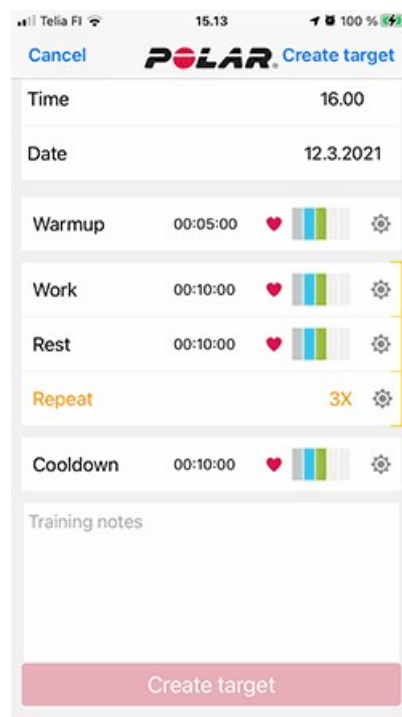 Telia FI 15.13 100 %
Cancel POLAR. Create target
Time 16.00
Date 12.3.2021
Warmup 00:05:00
Work 00:10:00
Rest 00:10:00
Repeat 3X
Cooldown 00:10:00
Training notes
Create target